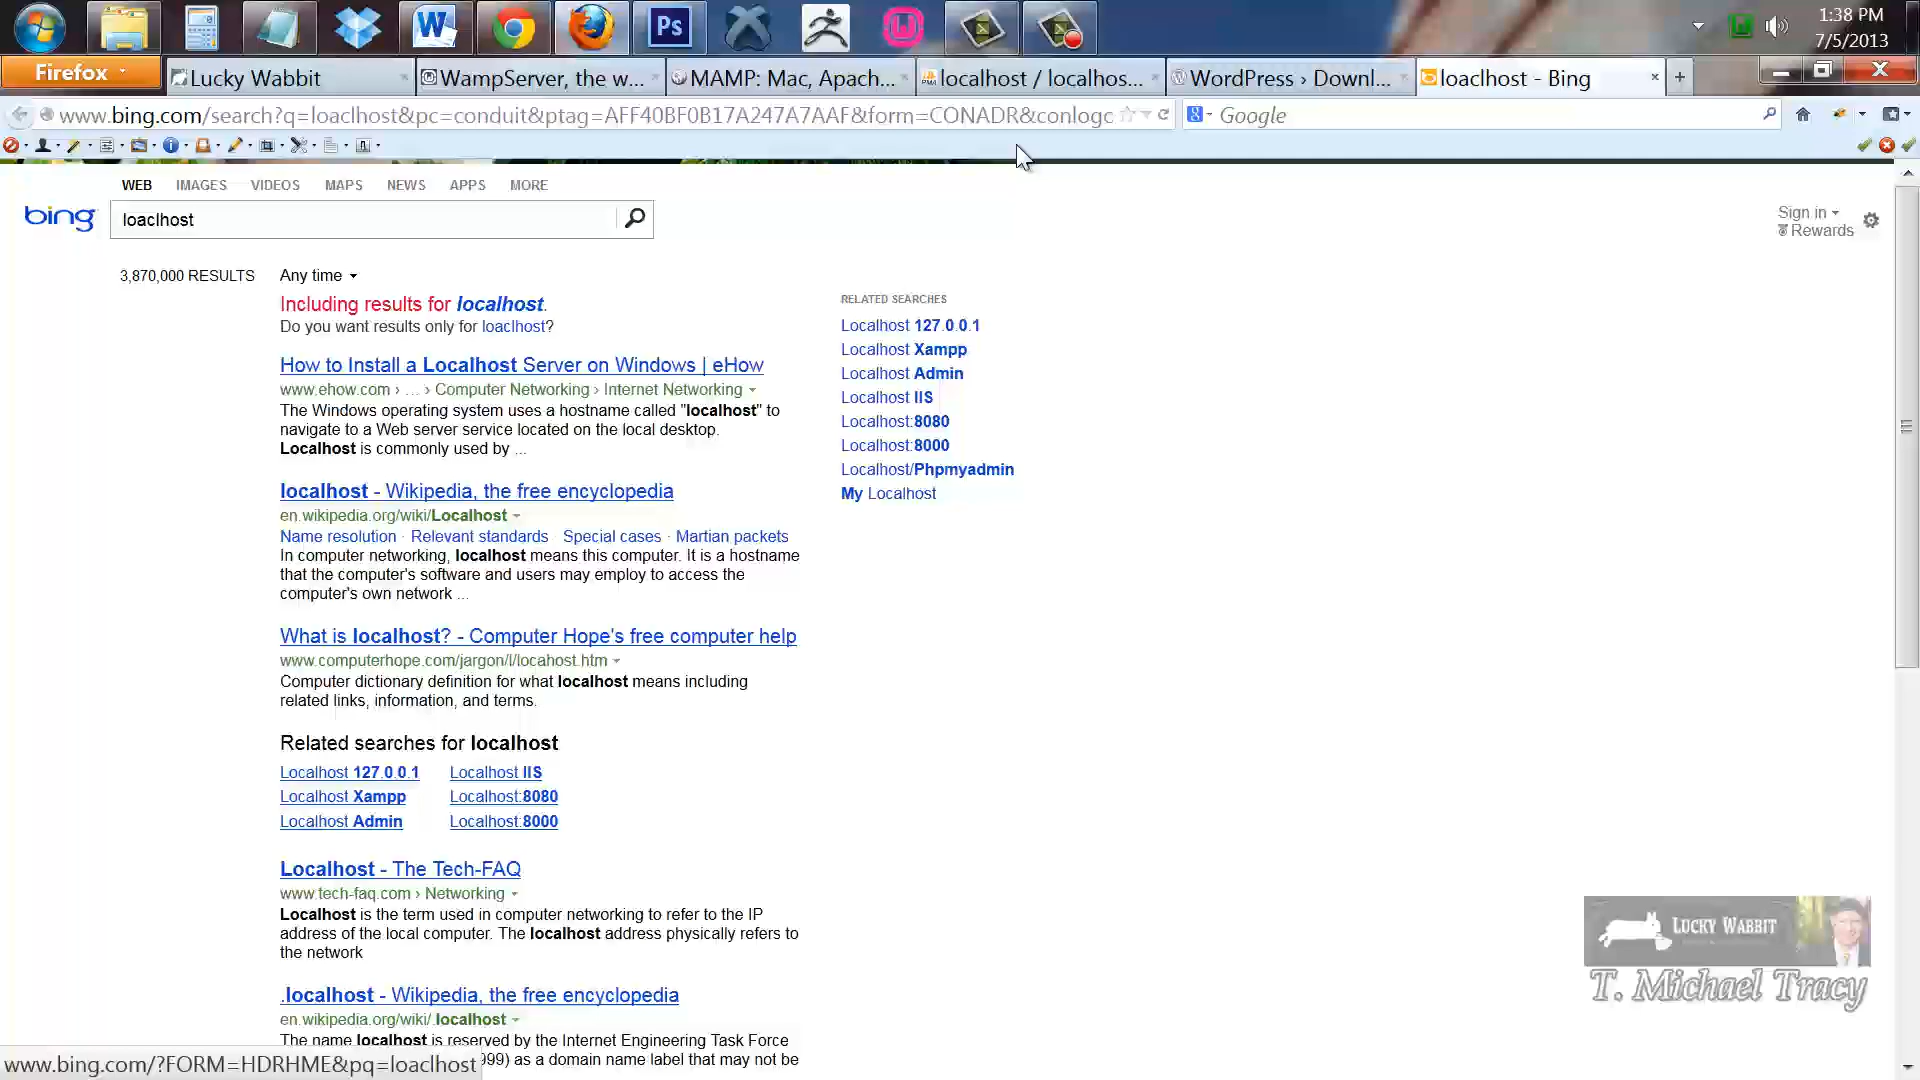 1:38 PM
7/5/2013
Firefox
Lucky Wabbit
WampServer, the w...
MAMP: Mac, Apach...
localhost / localhos...
WordPress › Downl...
loaclhost - Bing
www.bing.com/search?q=loaclhost&pc=conduit&ptag=AFF40BF0B17A247A7AAF&form=CONADR&conlogo
Google
WEB IMAGES VIDEOS MAPS NEWS APPS MORE
bing
loaclhost
Sign in
Rewards
3,870,000 RESULTS
Any time
Including results for localhost.
Do you want results only for loaclhost?
How to Install a Localhost Server on Windows | eHow
www.ehow.com › ... › Computer Networking › Internet Networking
The Windows operating system uses a hostname called "localhost" to
navigate to a Web server service located on the local desktop.
Localhost is commonly used by ...
localhost - Wikipedia, the free encyclopedia
en.wikipedia.org/wiki/Localhost
Name resolution · Relevant standards · Special cases · Martian packets
In computer networking, localhost means this computer. It is a hostname
that the computer's software and users may employ to access the
computer's own network ...
What is localhost? - Computer Hope's free computer help
www.computerhope.com/jargon/l/locahost.htm
Computer dictionary definition for what localhost means including
related links, information, and terms.
Related searches for localhost
Localhost 127.0.0.1 Localhost IIS
Localhost Xampp Localhost:8080
Localhost Admin Localhost:8000
Localhost - The Tech-FAQ
www.tech-faq.com › Networking
Localhost is the term used in computer networking to refer to the IP
address of the local computer. The localhost address physically refers to
the network
.localhost - Wikipedia, the free encyclopedia
en.wikipedia.org/wiki/.localhost
The name localhost is reserved by the Internet Engineering Task Force
999) as a domain name label that may not be
RELATED SEARCHES
Localhost 127.0.0.1
Localhost Xampp
Localhost Admin
Localhost IIS
Localhost:8080
Localhost:8000
Localhost/Phpmyadmin
My Localhost
LUCKY WABBIT
T. Michael Tracy
www.bing.com/?FORM=HDRHME&pq=loaclhost